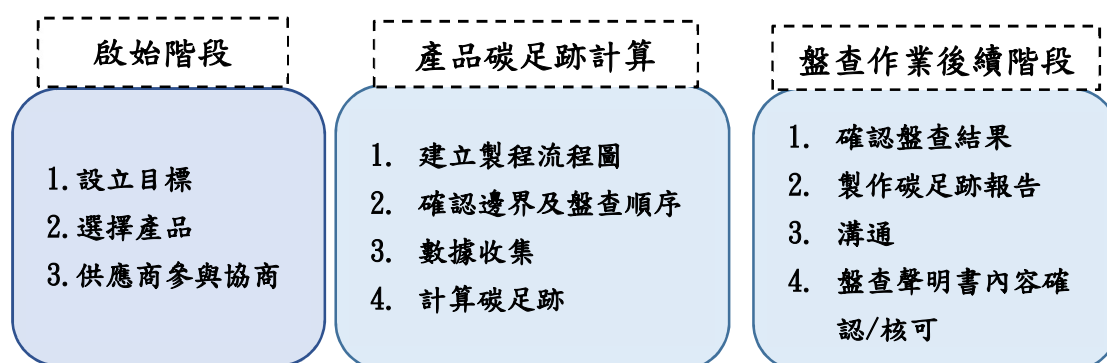 啟始階段
1.設立目標
2.選擇產品
3.供應商參與協商
產品碳足跡計算
1. 建立製程流程圖
2. 確認邊界及盤查順序
3. 數據收集
4. 計算碳足跡
盤查作業後續階段
1. 確認盤查結果
2. 製作碳足跡報告
3. 溝通
4. 盤查聲明書內容確
認/核可